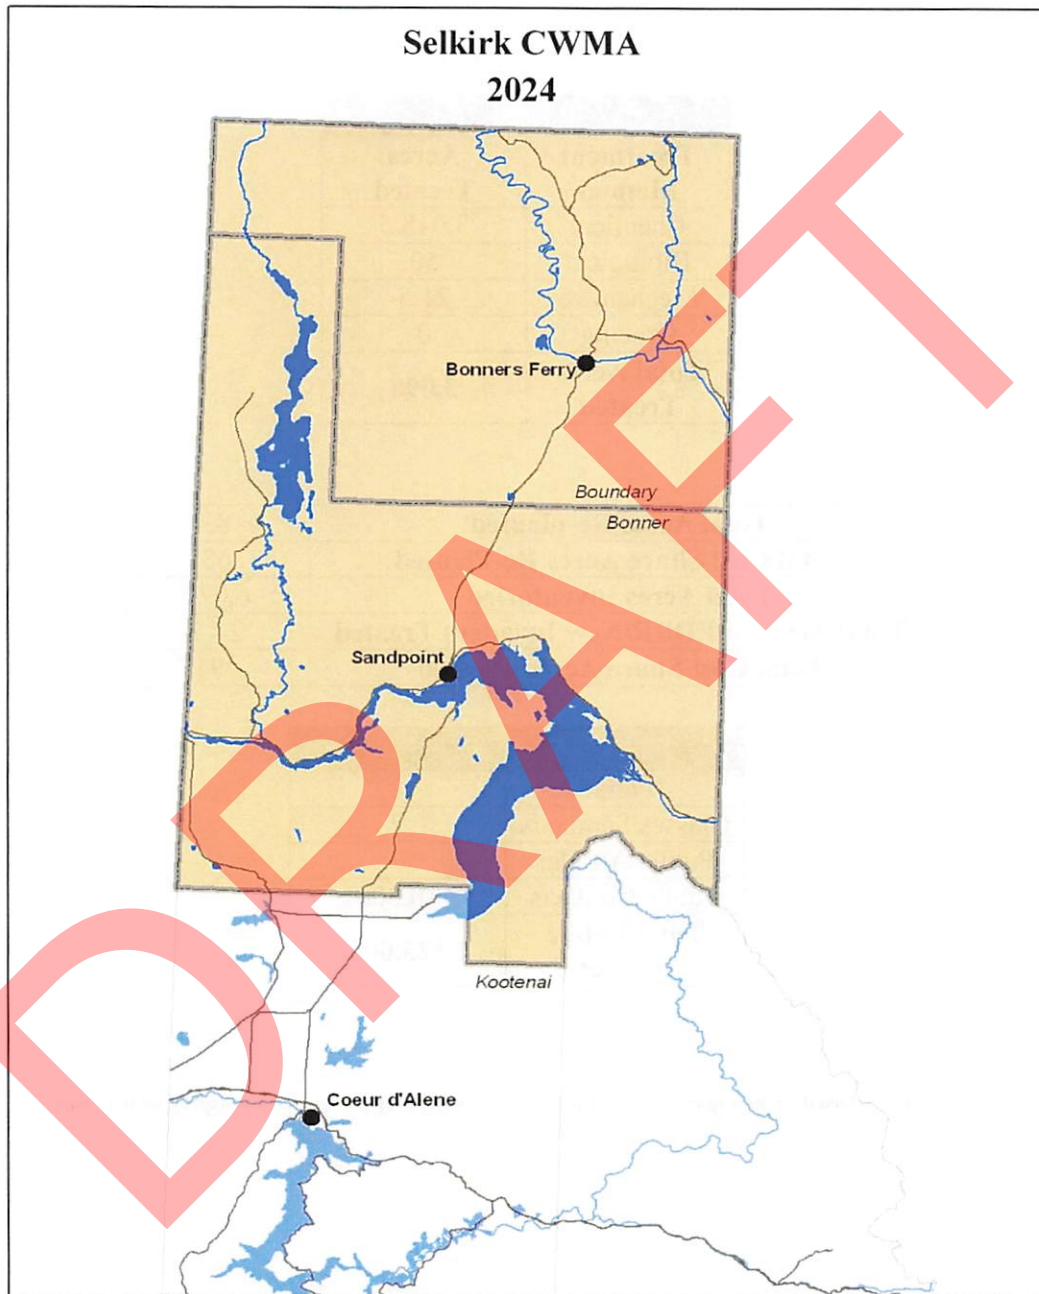 Selkirk CWMA
2024
Bonners Ferry
Boundary
Bonner
Sandpoint
Kootenai
Coeur d'Alene
DRAFT